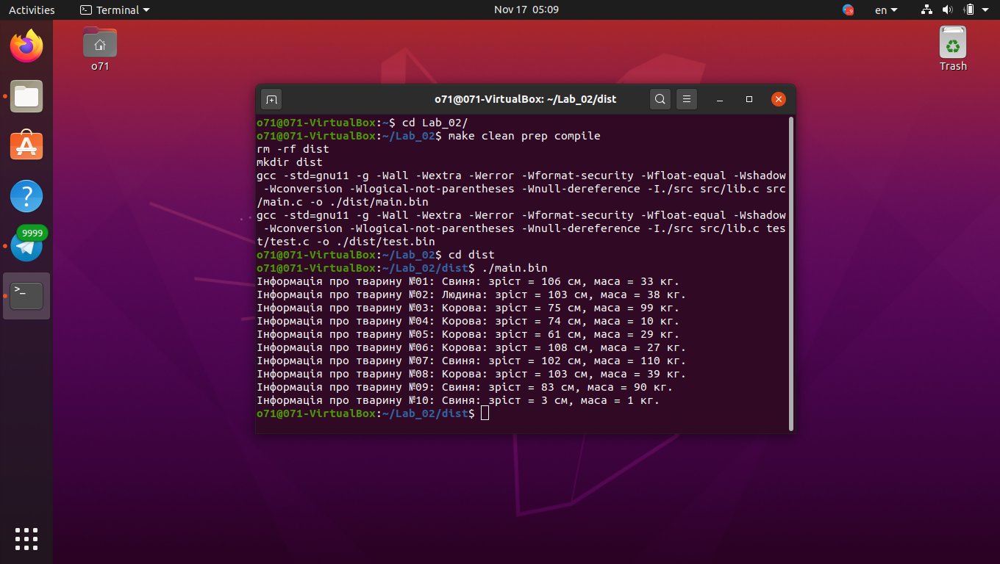 Activities
Terminal
Nov 17 05:09
en
o71
Trash
9999
o71@071-VirtualBox: ~/Lab_02/dist
o71@071-VirtualBox:~$ cd Lab_02/
o71@071-VirtualBox:~/Lab_02$ make clean prep compile
rm -rf dist
mkdir dist
gcc -std=gnu11 -g -Wall -Wextra -Werror -Wformat-security -Wfloat-equal -Wshadow
 -Wconversion -Wlogical-not-parentheses -Wnull-dereference -I./src src/lib.c src
/main.c -o ./dist/main.bin
gcc -std=gnu11 -g -Wall -Wextra -Werror -Wformat-security -Wfloat-equal -Wshadow
 -Wconversion -Wlogical-not-parentheses -Wnull-dereference -I./src src/lib.c tes
t/test.c -o ./dist/test.bin
o71@071-VirtualBox:~/Lab_02$ cd dist
o71@071-VirtualBox:~/Lab_02/dist$ ./main.bin
Інформація про тварину №01: Свиня: зріст = 106 см, маса = 33 кг.
Інформація про тварину №02: Людина: зріст = 103 см, маса = 38 кг.
Інформація про тварину №03: Корова: зріст = 75 см, маса = 99 кг.
Інформація про тварину №04: Корова: зріст = 74 см, маса = 10 кг.
Інформація про тварину №05: Корова: зріст = 61 см, маса = 29 кг.
Інформація про тварину №06: Корова: зріст = 108 см, маса = 27 кг.
Інформація про тварину №07: Свиня: зріст = 102 см, маса = 110 кг.
Інформація про тварину №08: Корова: зріст = 103 см, маса = 39 кг.
Інформація про тварину №09: Свиня: зріст = 83 см, маса = 90 кг.
Інформація про тварину №10: Свиня: зріст = 3 см, маса = 1 кг.
o71@071-VirtualBox:~/Lab_02/dist$